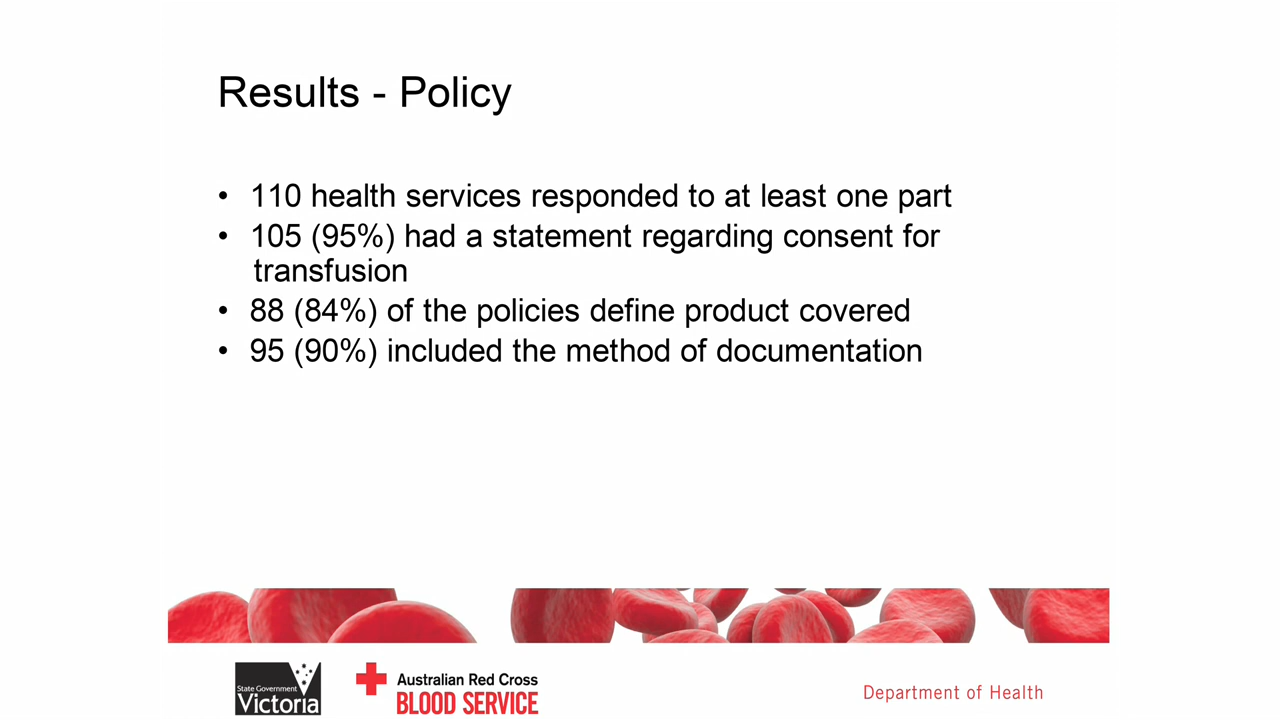 Results - Policy
• 110 health services responded to at least one part
• 105 (95%) had a statement regarding consent for
transfusion
• 88 (84%) of the policies define product covered
• 95 (90%) included the method of documentation
State Government
Victoria
Australian Red Cross
BLOOD SERVICE
Department of Health